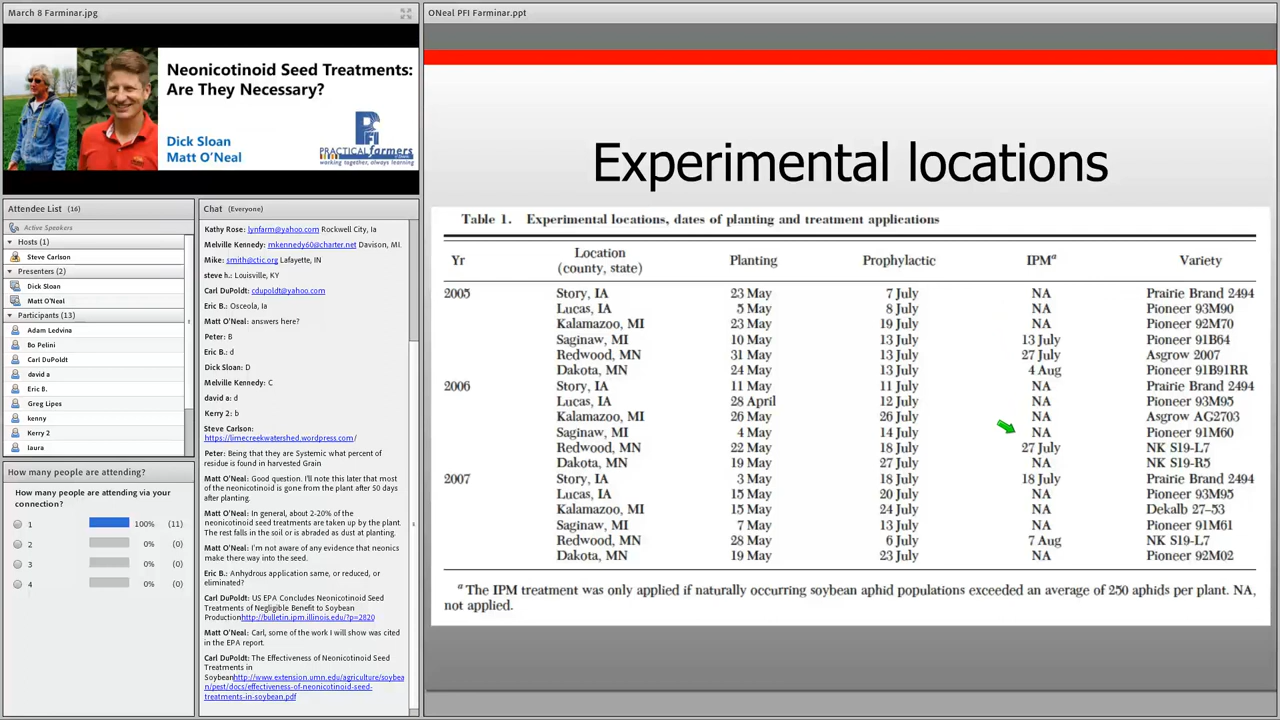 March 8 Farminar.jpg
Neonicotinoid Seed Treatments:
Are They Necessary?
Dick Sloan
Matt O'Neal
PFI
PRACTICAL farmers
working together, always learning
Attendee List (16)
Active Speakers
Hosts (1)
Steve Carlson
Presenters (2)
Dick Sloan
Matt O'Neal
Participants (13)
Adam Ledvina
Bo Pelini
Carl DuPoldt
david a
Eric B.
Greg Lipes
kenny
Kerry 2
laura
How many people are attending?
How many people are attending via your
connection?
1 100% (11)
2 0% (0)
3 0% (0)
4 0% (0)
Chat (Everyone)
Kathy Rose: lynfarm@yahoo.com Rockwell City, Ia
Melville Kennedy: mkennedy60@charter.net Davison, MI.
Mike: smith@ctic.org Lafayette, IN
steve h.: Louisville, KY
Carl DuPoldt: cdupoldt@yahoo.com
Eric B.: Osceola, Ia
Matt O'Neal: answers here?
Peter: B
Eric B.: d
Dick Sloan: D
Melville Kennedy: C
david a: d
Kerry 2: b
Steve Carlson:
https://limecreekwatershed.wordpress.com/
Peter: Being that they are Systemic what percent of
residue is found in harvested Grain
Matt O'Neal: Good question. I'll note this later that most
of the neonicotinoid is gone from the plant after 50 days
after planting.
Matt O'Neal: In general, about 2-20% of the
neonicotinoid seed treatments are taken up by the plant.
The rest falls in the soil or is abraded as dust at planting.
Matt O'Neal: I'm not aware of any evidence that neonics
make there way into the seed.
Eric B.: Anhydrous application same, or reduced, or
eliminated?
Carl DuPoldt: US EPA Concludes Neonicotinoid Seed
Treatments of Negligible Benefit to Soybean
Productionhttp://bulletin.ipm.illinois.edu/?p=2820
Matt O'Neal: Carl, some of the work I will show was cited
in the EPA report.
Carl DuPoldt: The Effectiveness of Neonicotinoid Seed
Treatments in
Soybeanhttp://www.extension.umn.edu/agriculture/soybea
n/pest/docs/effectiveness-of-neonicotinoid-seed-
treatments-in-soybean.pdf
ONeal PFI Farminar.ppt
Experimental locations
Table 1. Experimental locations, dates of planting and treatment applications
Yr Location (county, state) Planting Prophylactic IPMa Variety
2005 Story, IA 23 May 7 July NA Prairie Brand 2494
Lucas, IA 5 May 8 July NA Pioneer 93M90
Kalamazoo, MI 23 May 19 July NA Pioneer 92M70
Saginaw, MI 10 May 13 July 13 July Pioneer 91B64
Redwood, MN 31 May 13 July 27 July Asgrow 2007
Dakota, MN 24 May 13 July 4 Aug Pioneer 91B91RR
2006 Story, IA 11 May 11 July NA Prairie Brand 2494
Lucas, IA 28 April 12 July NA Pioneer 93M95
Kalamazoo, MI 26 May 26 July NA Asgrow AG2703
Saginaw, MI 4 May 14 July NA Pioneer 91M60
Redwood, MN 22 May 18 July 27 July NK S19-L7
Dakota, MN 19 May 27 July NA NK S19-R5
2007 Story, IA 3 May 18 July 18 July Prairie Brand 2494
Lucas, IA 15 May 20 July NA Pioneer 93M95
Kalamazoo, MI 15 May 24 July NA Dekalb 27–53
Saginaw, MI 7 May 13 July NA Pioneer 91M61
Redwood, MN 28 May 6 July 7 Aug NK S19-L7
Dakota, MN 19 May 23 July NA Pioneer 92M02
a The IPM treatment was only applied if naturally occurring soybean aphid populations exceeded an average of 250 aphids per plant. NA,
not applied.